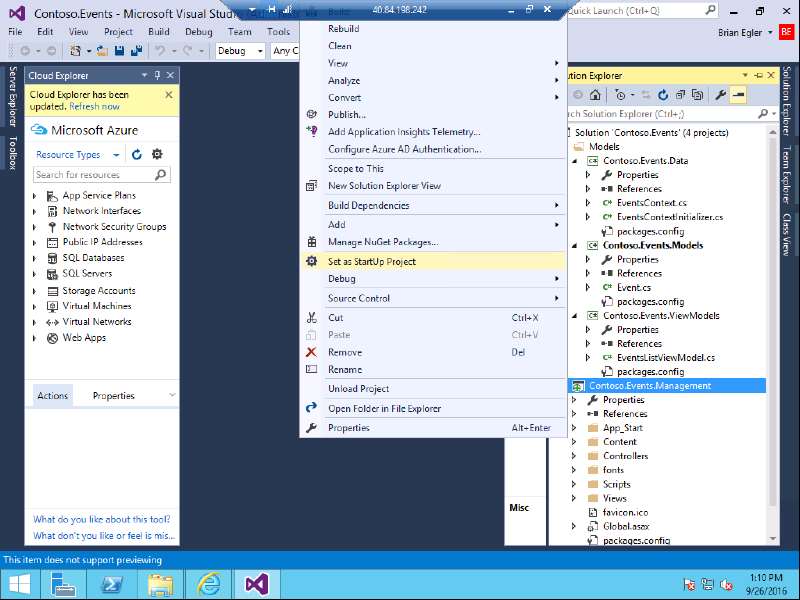 Contoso.Events - Microsoft Visual Studio
40.84.198.242
Quick Launch (Ctrl+Q)
File Edit View Project Build Debug Team Tools
Brian Egler BE
Debug Any C
Server Explorer
Toolbox
Cloud Explorer
Cloud Explorer has been
updated. Refresh now
Microsoft Azure
Resource Types
Search for resources
App Service Plans
Network Interfaces
Network Security Groups
Public IP Addresses
SQL Databases
SQL Servers
Storage Accounts
Virtual Machines
Virtual Networks
Web Apps
Actions Properties
What do you like about this tool?
What don't you like or feel is mis...
Build
Rebuild
Clean
View
Analyze
Convert
Publish...
Add Application Insights Telemetry...
Configure Azure AD Authentication...
Scope to This
New Solution Explorer View
Build Dependencies
Add
Manage NuGet Packages...
Set as StartUp Project
Debug
Source Control
Cut Ctrl+X
Paste Ctrl+V
Remove Del
Rename
Unload Project
Open Folder in File Explorer
Properties Alt+Enter
Misc
ution Explorer
rch Solution Explorer (Ctrl+;)
Solution 'Contoso.Events' (4 projects)
Models
Contoso.Events.Data
Properties
References
EventsContext.cs
EventsContextInitializer.cs
packages.config
Contoso.Events.Models
Properties
References
Event.cs
packages.config
Contoso.Events.ViewModels
Properties
References
EventsListViewModel.cs
packages.config
Contoso.Events.Management
Properties
References
App_Start
Content
Controllers
fonts
Scripts
Views
favicon.ico
Global.asax
packages.config
Solution Explorer
Team Explorer
Class View
This item does not support previewing
1:10 PM
9/26/2016